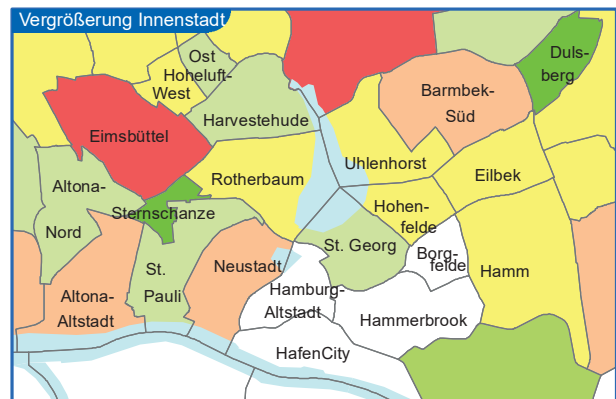 Vergrößerung Innenstadt
Ost
Hoheluft-
West
Duls-
berg
Barmbek-
Süd
Harvestehude
Eimsbüttel
Uhlenhorst
Rotherbaum
Eilbek
Altona-
Nord
Sternschanze
Hohen-
felde
St. Georg
Borg-
felde
Hamm
St.
Pauli
Neustadt
Hamburg-
Altstadt
Altona-
Altstadt
Hammerbrook
HafenCity